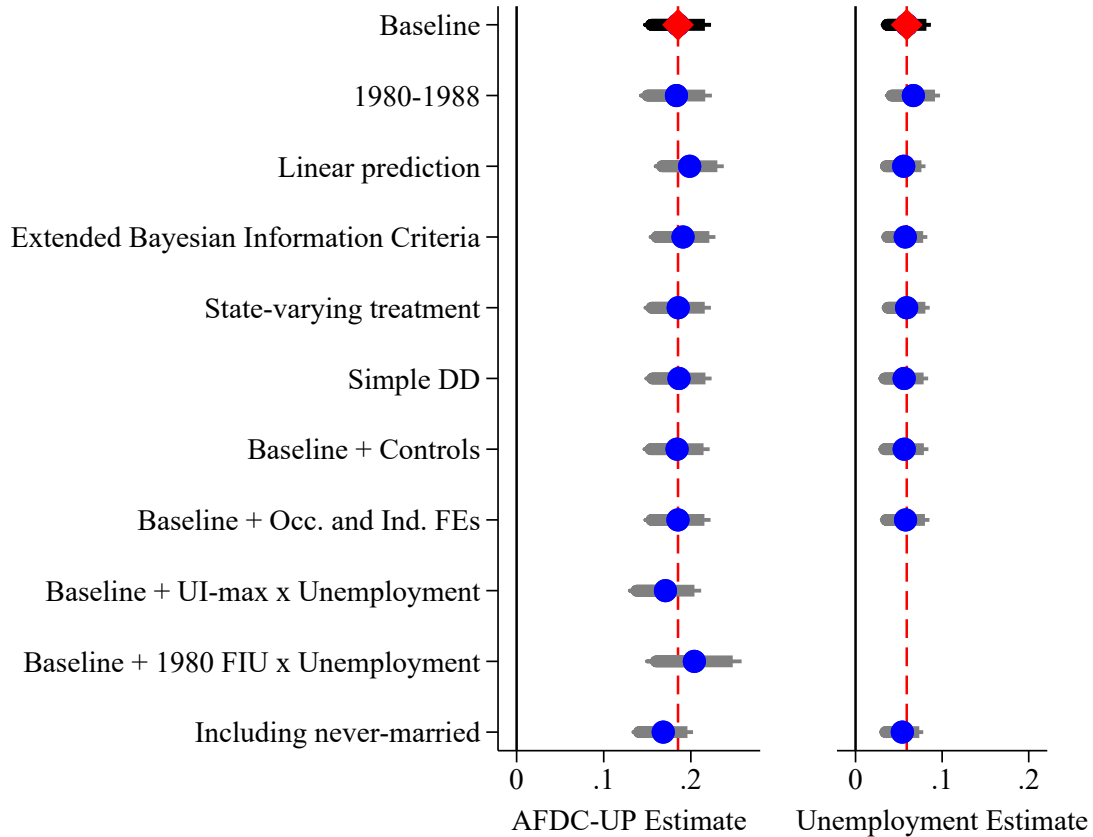 Baseline
1980-1988
Linear prediction
Extended Bayesian Information Criteria
State-varying treatment
Simple DD
Baseline + Controls
Baseline + Occ. and Ind. FEs
Baseline + UI-max x Unemployment
Baseline + 1980 FIU x Unemployment
Including never-married
0 .1 .2
AFDC-UP Estimate
0 .1 .2
Unemployment Estimate